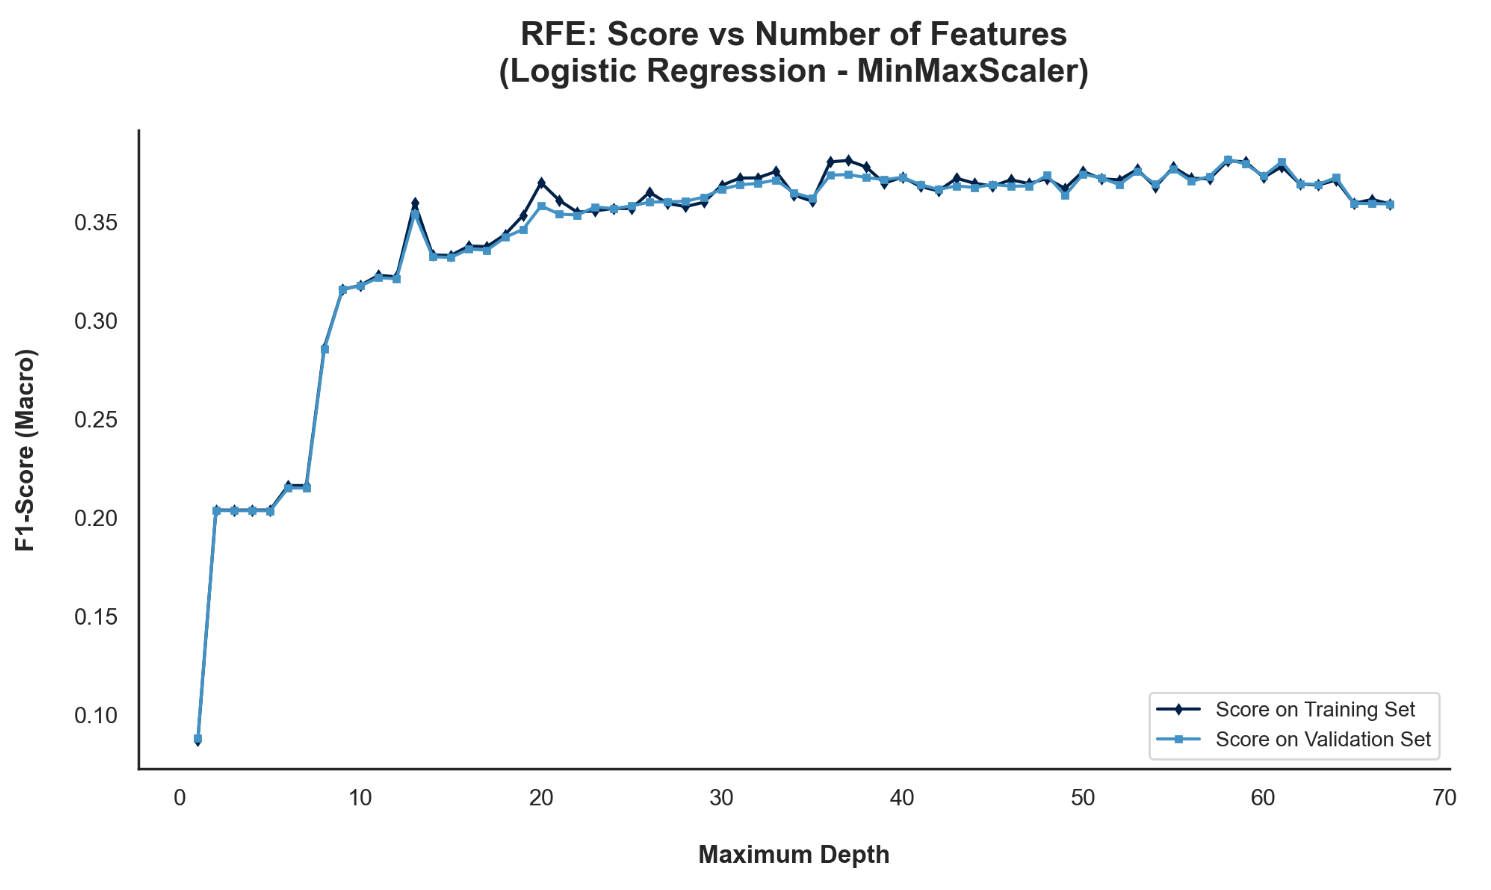 RFE: Score vs Number of Features
(Logistic Regression - MinMaxScaler)
F1-Score (Macro)
0.35
0.30
0.25
0.20
0.15
0.10
Score on Training Set
Score on Validation Set
0 10 20 30 40 50 60 70
Maximum Depth